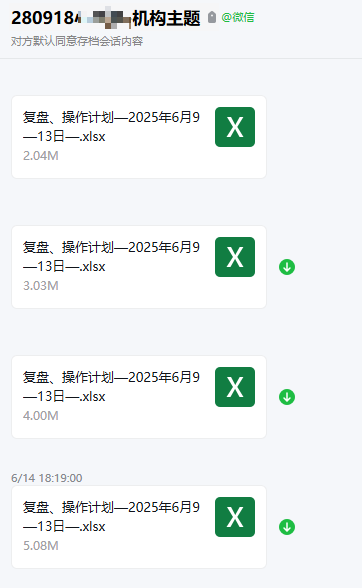 280918 机构主题 @微信
对方默认同意存档会话内容
复盘、操作计划—2025年6月9
—13日—.xlsx
2.04M
X
复盘、操作计划—2025年6月9
—13日—.xlsx
3.03M
X
复盘、操作计划—2025年6月9
—13日—.xlsx
4.00M
X
6/14 18:19:00
复盘、操作计划—2025年6月9
—13日—.xlsx
5.08M
X